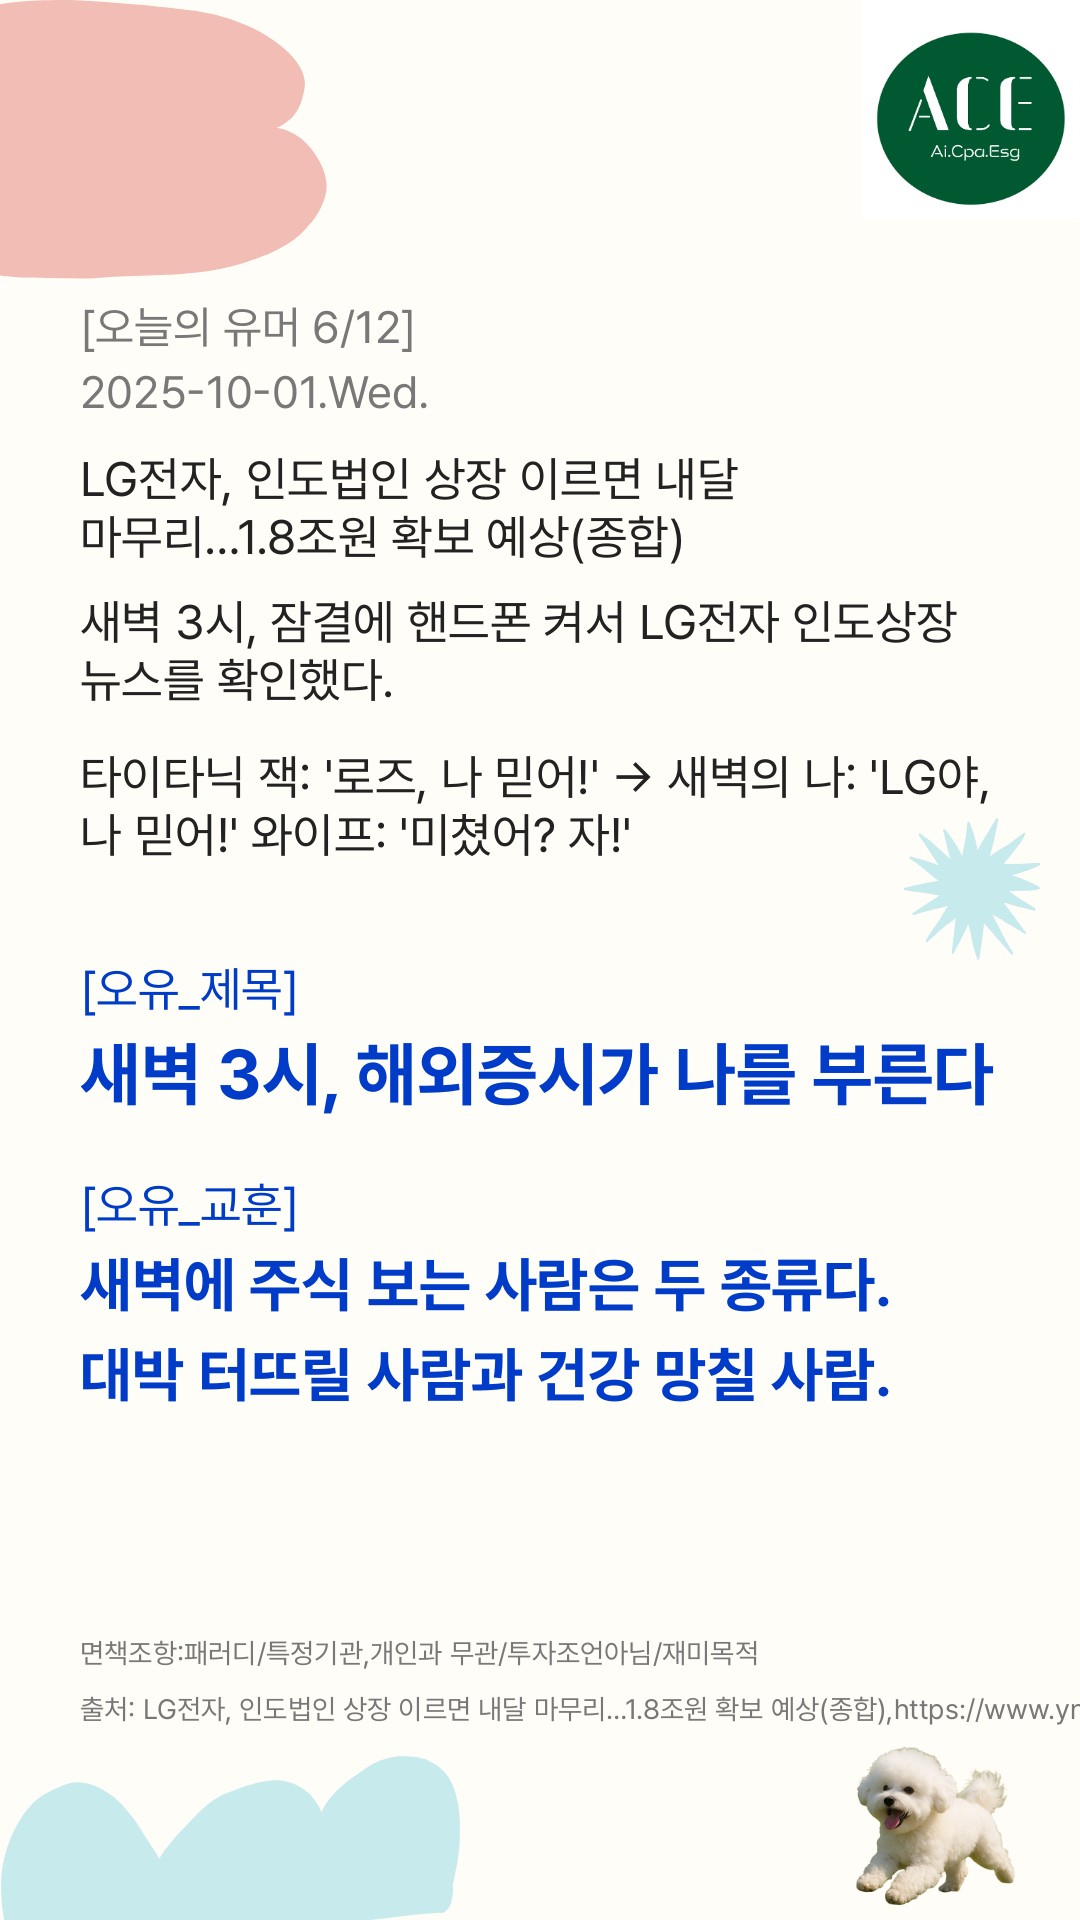 ACE
Ai.Cpa.Esg
[오늘의 유머 6/12]
2025-10-01.Wed.
LG전자, 인도법인 상장 이르면 내달
마무리...1.8조원 확보 예상(종합)
새벽 3시, 잠결에 핸드폰 켜서 LG전자 인도상장
뉴스를 확인했다.
타이타닉 잭: '로즈, 나 믿어!' → 새벽의 나: 'LG야,
나 믿어!' 와이프: '미쳤어? 자!'
[오유_제목]
새벽 3시, 해외증시가 나를 부른다
[오유_교훈]
새벽에 주식 보는 사람은 두 종류다.
대박 터뜨릴 사람과 건강 망칠 사람.
면책조항:패러디/특정기관,개인과 무관/투자조언아님/재미목적
출처: LG전자, 인도법인 상장 이르면 내달 마무리...1.8조원 확보 예상(종합),https://www.yn